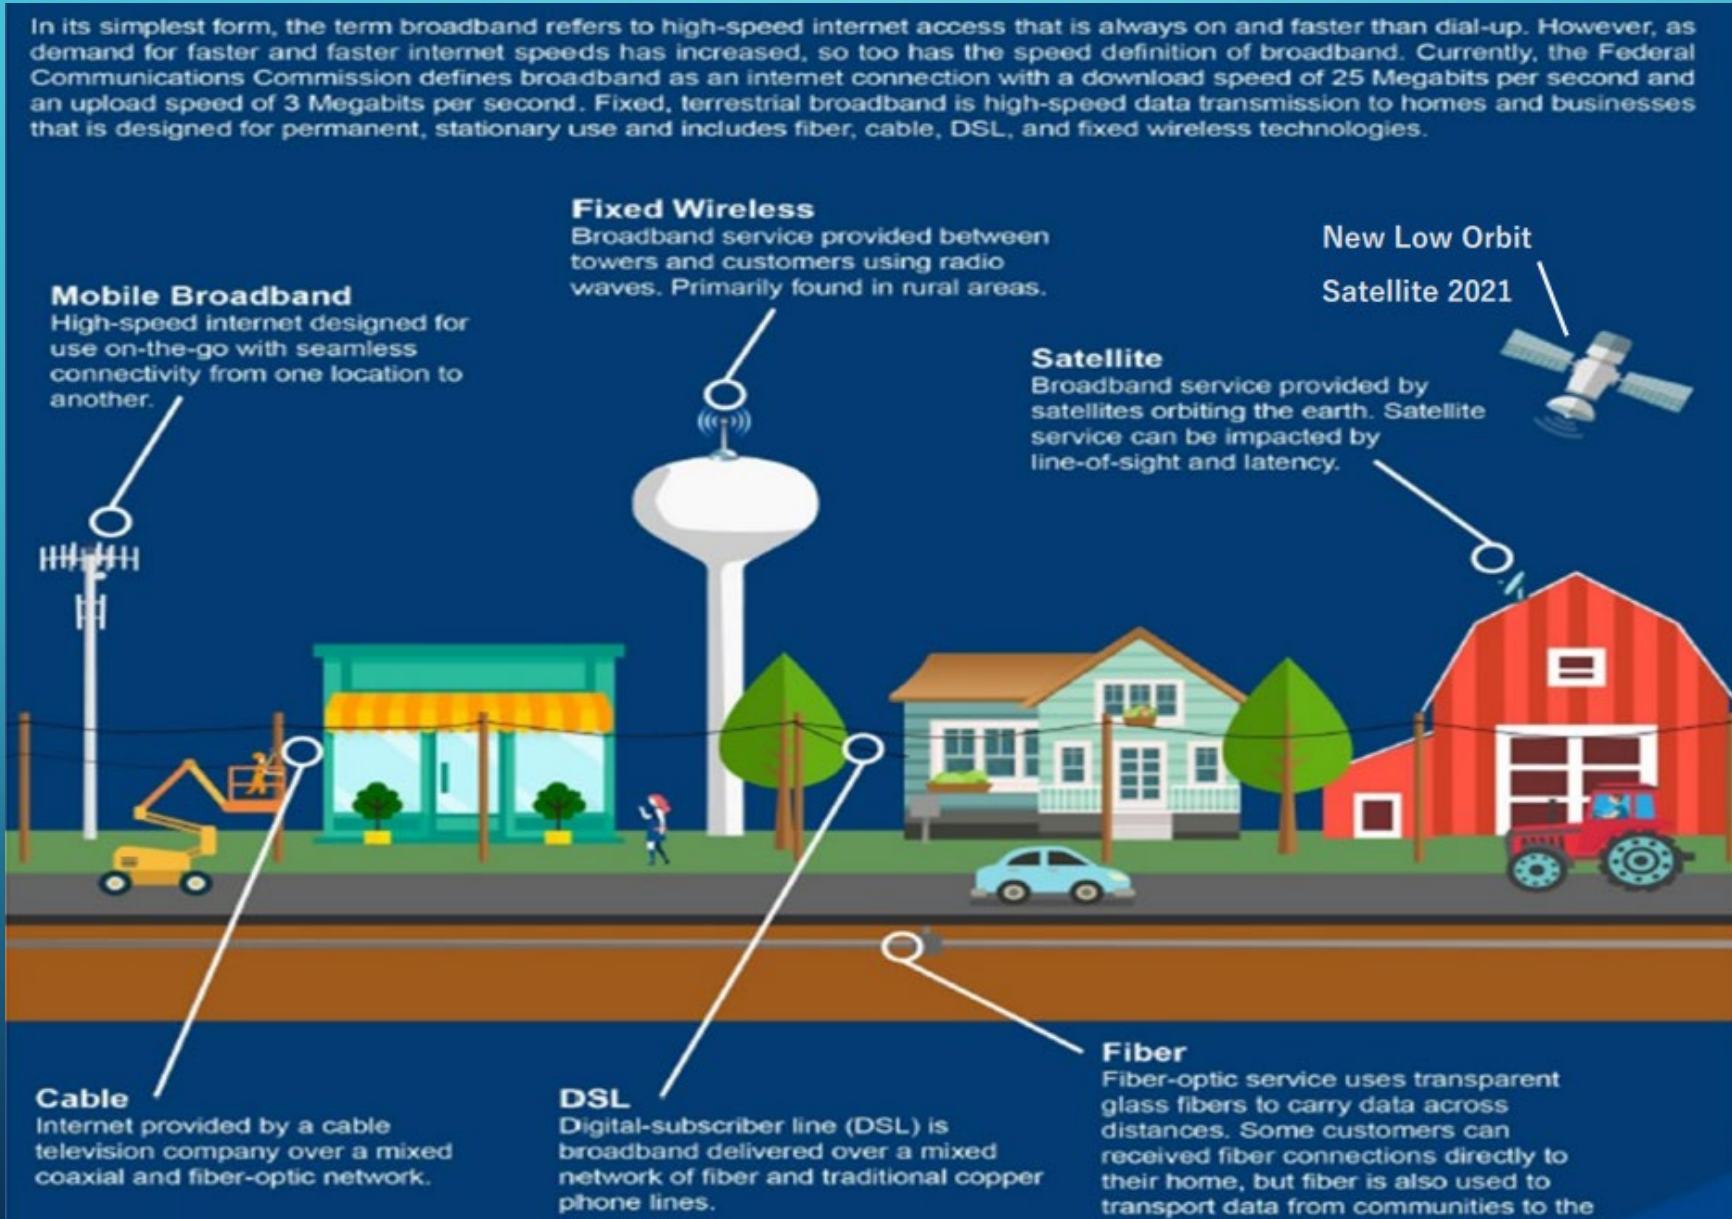 In its simplest form, the term broadband refers to high-speed internet access that is always on and faster than dial-up. However, as
demand for faster and faster internet speeds has increased, so too has the speed definition of broadband. Currently, the Federal
Communications Commission defines broadband as an internet connection with a download speed of 25 Megabits per second and
an upload speed of 3 Megabits per second. Fixed, terrestrial broadband is high-speed data transmission to homes and businesses
that is designed for permanent, stationary use and includes fiber, cable, DSL, and fixed wireless technologies.
Mobile Broadband
High-speed internet designed for
use on-the-go with seamless
connectivity from one location to
another.
Fixed Wireless
Broadband service provided between
towers and customers using radio
waves. Primarily found in rural areas.
New Low Orbit
Satellite 2021
Satellite
Broadband service provided by
satellites orbiting the earth. Satellite
service can be impacted by
line-of-sight and latency.
Cable
Internet provided by a cable
television company over a mixed
coaxial and fiber-optic network.
DSL
Digital-subscriber line (DSL) is
broadband delivered over a mixed
network of fiber and traditional copper
phone lines.
Fiber
Fiber-optic service uses transparent
glass fibers to carry data across
distances. Some customers can
received fiber connections directly to
their home, but fiber is also used to
transport data from communities to the